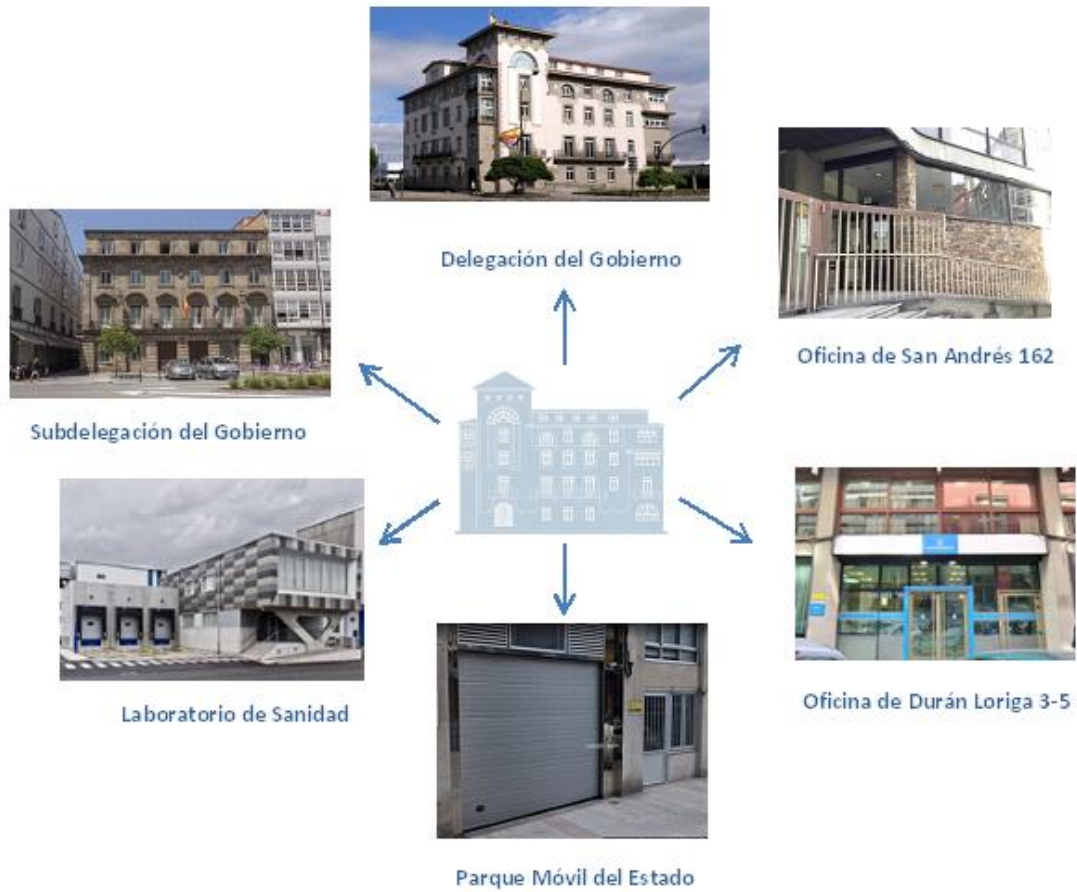 Delegación del Gobierno
Oficina de San Andrés 162
Subdelegación del Gobierno
Laboratorio de Sanidad
Oficina de Durán Loriga 3-5
Parque Móvil del Estado